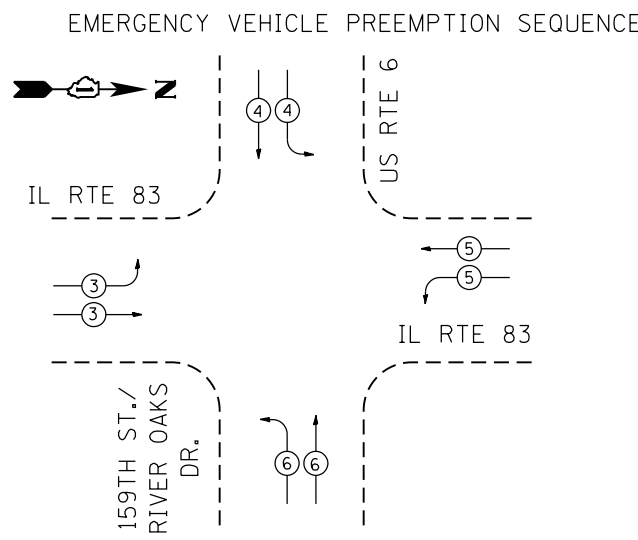 EMERGENCY VEHICLE PREEMPTION SEQUENCE
N
US RTE 6
4 4
IL RTE 83
5
5
3
3
IL RTE 83
159TH ST./
RIVER OAKS
DR.
6 6